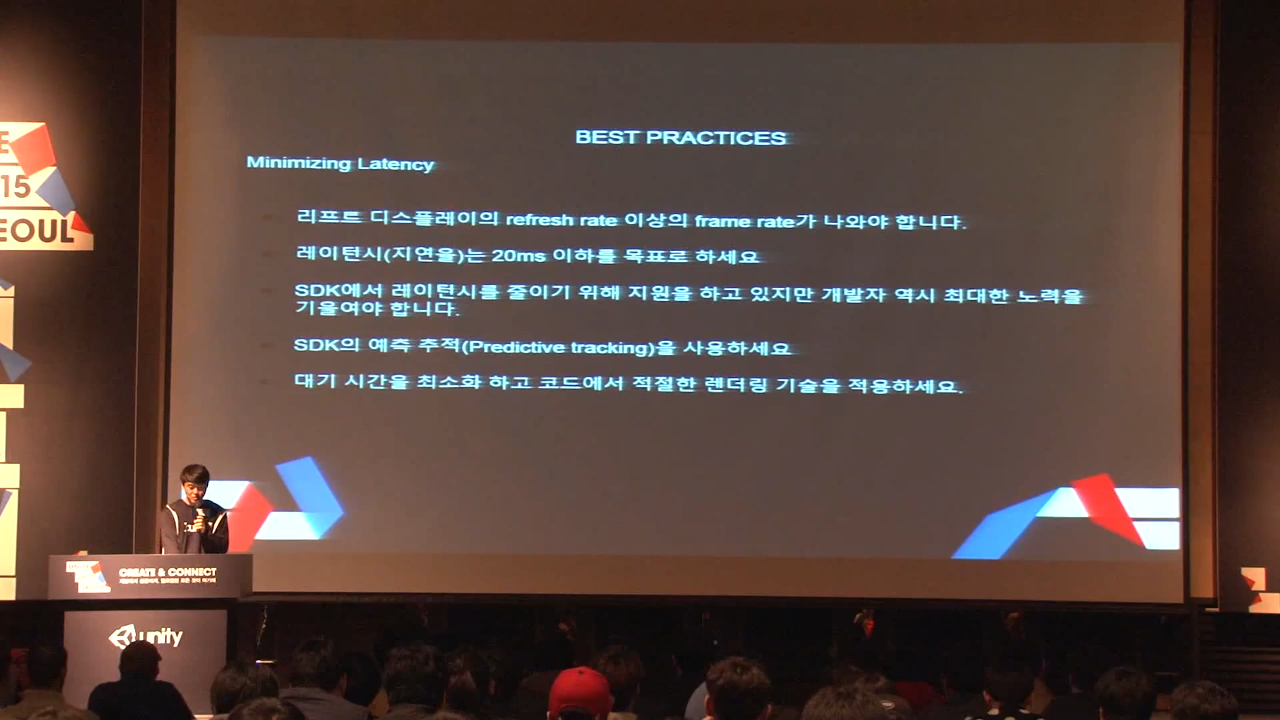 BEST PRACTICES
Minimizing Latency
리프트 디스플레이의 refresh rate 이상의 frame rate가 나와야 합니다.
레이턴시(지연율)는 20ms 이하를 목표로 하세요
SDK에서 레이턴시를 줄이기 위해 지원을 하고 있지만 개발자 역시 최대한 노력을
기울여야 합니다.
SDK의 예측 추적(Predictive tracking)을 사용하세요
대기 시간을 최소화 하고 코드에서 적절한 렌더링 기술을 적용하세요.
E
15
EOUL
CREATE & CONNECT
unity